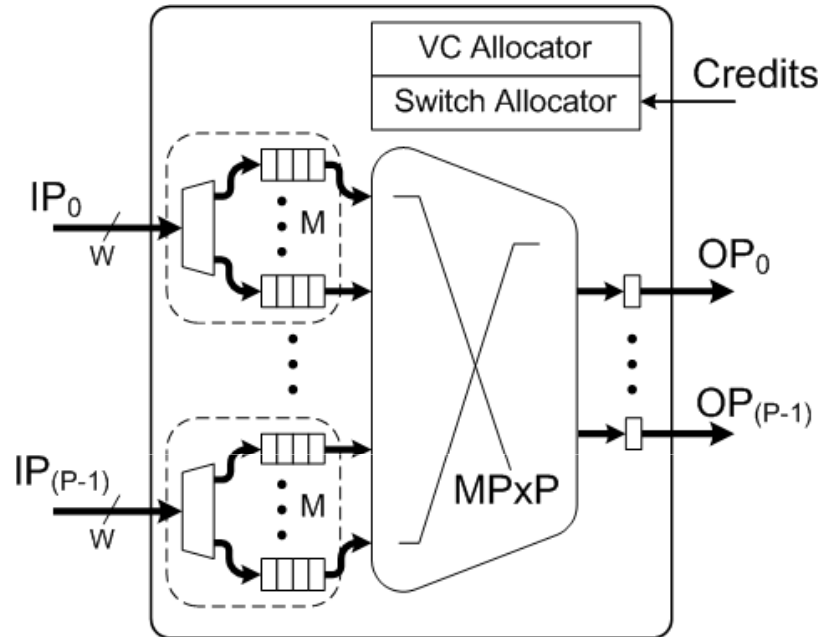 VC Allocator
Switch Allocator
Credits
IP₀
W
M
OP₀
OP₍P-1₎
IP₍P-1₎
W
M
MPxP